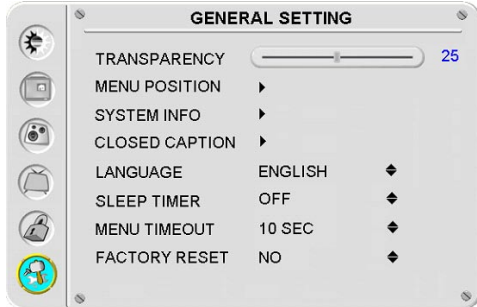 GENERAL SETTING
TRANSPARENCY 25
MENU POSITION
SYSTEM INFO
CLOSED CAPTION
LANGUAGE ENGLISH
SLEEP TIMER OFF
MENU TIMEOUT 10 SEC
FACTORY RESET NO